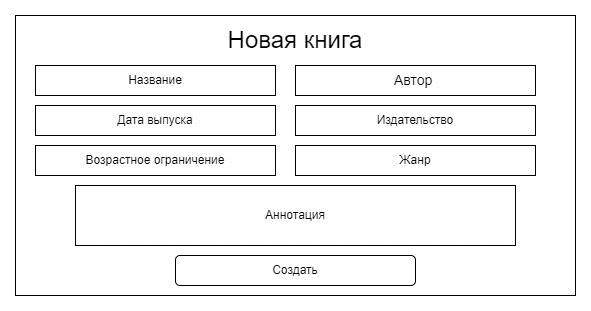 Новая книга
Название
Автор
Дата выпуска
Издательство
Возрастное ограничение
Жанр
Аннотация
Создать